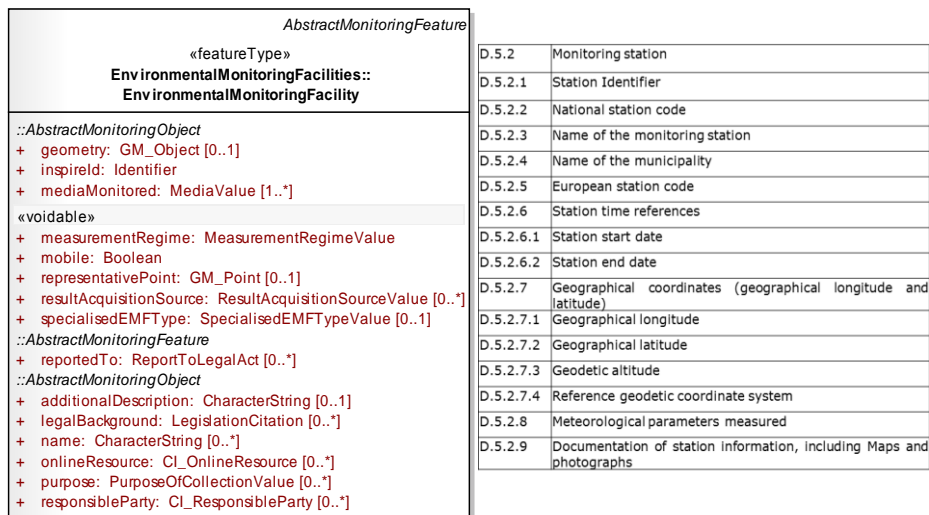 AbstractMonitoringFeature
«featureType»
EnvironmentalMonitoringFacilities::
EnvironmentalMonitoringFacility
::AbstractMonitoringObject
+ geometry: GM_Object [0..1]
+ inspireId: Identifier
+ mediaMonitored: MediaValue [1..*]
«voidable»
+ measurementRegime: MeasurementRegimeValue
+ mobile: Boolean
+ representativePoint: GM_Point [0..1]
+ resultAcquisitionSource: ResultAcquisitionSourceValue [0..*]
+ specialisedEMFType: SpecialisedEMFTypeValue [0..1]
::AbstractMonitoringFeature
+ reportedTo: ReportToLegalAct [0..*]
::AbstractMonitoringObject
+ additionalDescription: CharacterString [0..1]
+ legalBackground: LegislationCitation [0..*]
+ name: CharacterString [0..*]
+ onlineResource: CI_OnlineResource [0..*]
+ purpose: PurposeOfCollectionValue [0..*]
+ responsibleParty: CI_ResponsibleParty [0..*]
D.5.2 Monitoring station
D.5.2.1 Station Identifier
D.5.2.2 National station code
D.5.2.3 Name of the monitoring station
D.5.2.4 Name of the municipality
D.5.2.5 European station code
D.5.2.6 Station time references
D.5.2.6.1 Station start date
D.5.2.6.2 Station end date
D.5.2.7 Geographical coordinates (geographical longitude and
latitude)
D.5.2.7.1 Geographical longitude
D.5.2.7.2 Geographical latitude
D.5.2.7.3 Geodetic altitude
D.5.2.7.4 Reference geodetic coordinate system
D.5.2.8 Meteorological parameters measured
D.5.2.9 Documentation of station information, including Maps and
photographs